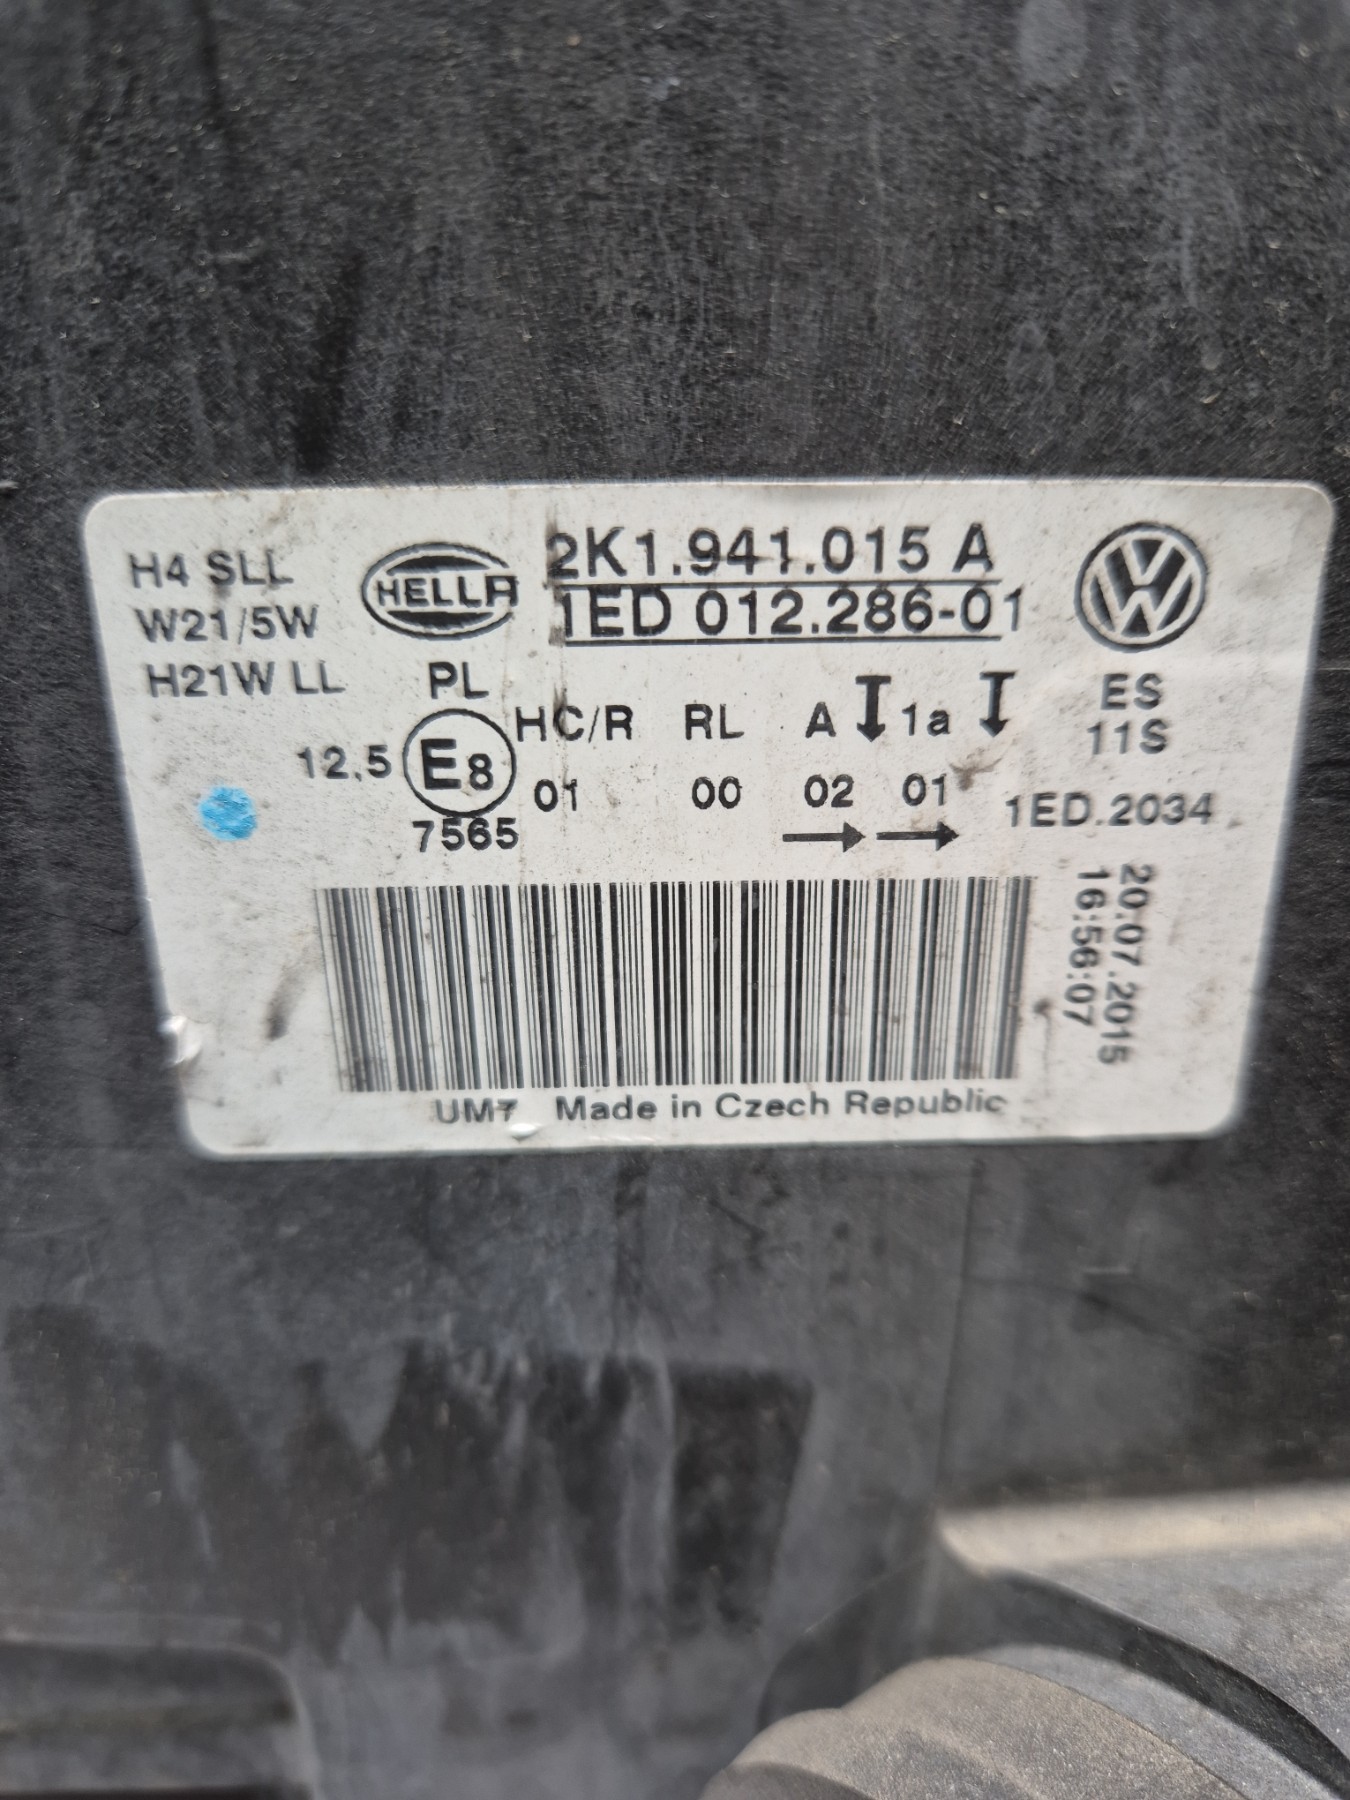 H4 SLL
W21/5W
H21W LL
HELLA
2K1.941.015 A
1ED 012.286-01
PL
HC/R RL A 1a
ES
11S
12,5 E8
01 00 02 01
1ED.2034
7565
20.07.2015
16:56:07
UM7 Made in Czech Republic